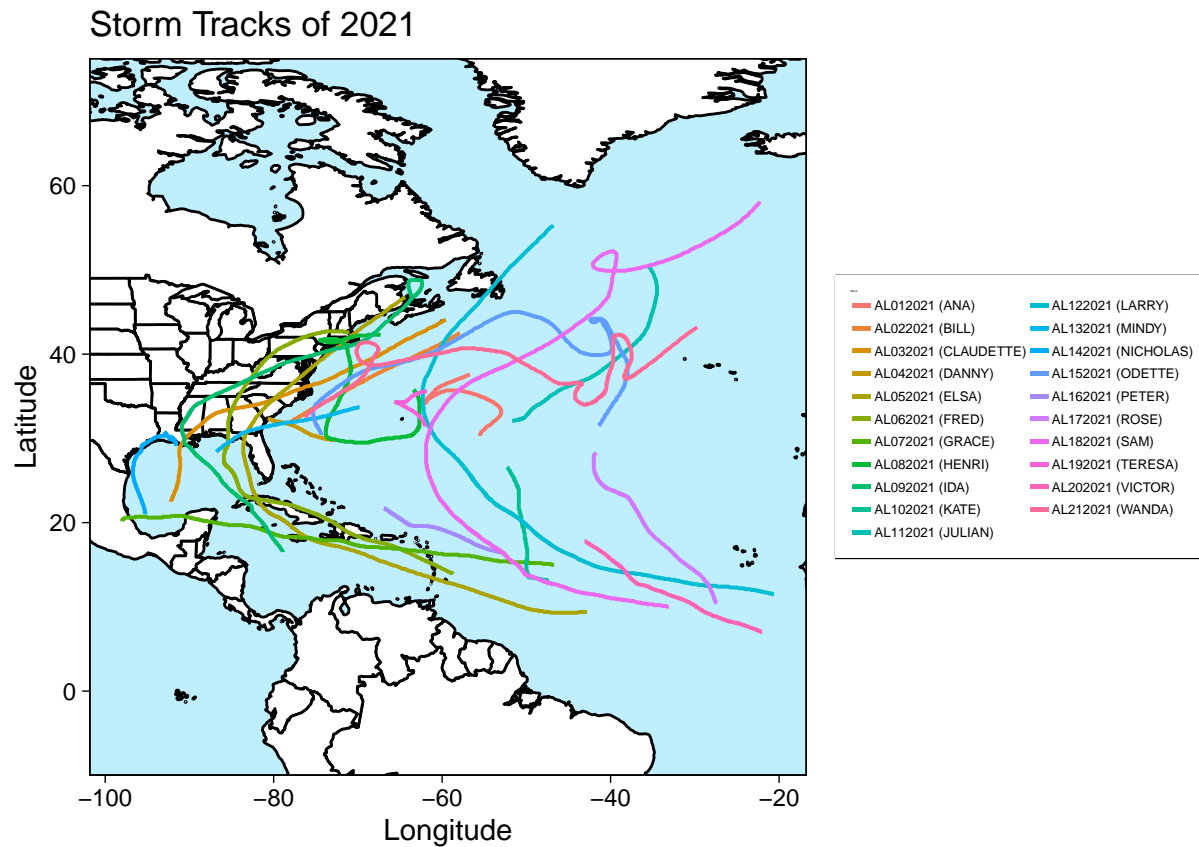 Storm Tracks of 2021
Latitude
60
40
20
0
−100
−80
−60
−40
−20
Longitude
AL012021 (ANA)
AL022021 (BILL)
AL032021 (CLAUDETTE)
AL042021 (DANNY)
AL052021 (ELSA)
AL062021 (FRED)
AL072021 (GRACE)
AL082021 (HENRI)
AL092021 (IDA)
AL102021 (KATE)
AL112021 (JULIAN)
AL122021 (LARRY)
AL132021 (MINDY)
AL142021 (NICHOLAS)
AL152021 (ODETTE)
AL162021 (PETER)
AL172021 (ROSE)
AL182021 (SAM)
AL192021 (TERESA)
AL202021 (VICTOR)
AL212021 (WANDA)